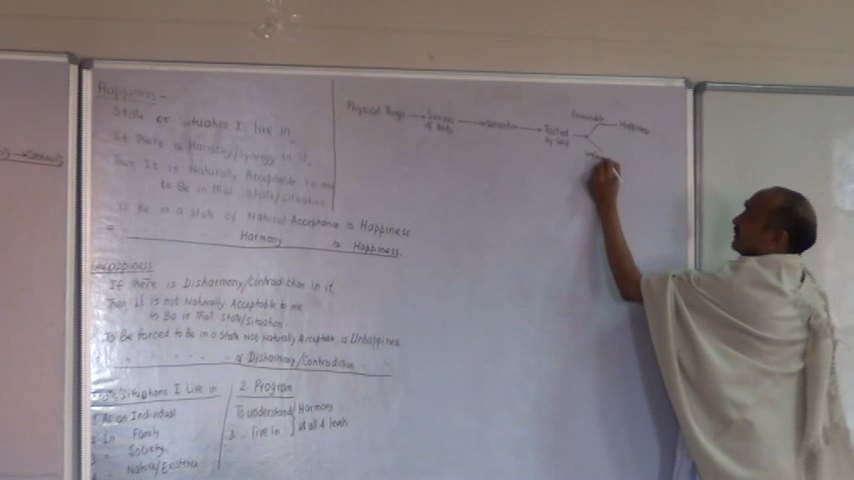 Happiness -
State or situation I live in.
If there is Harmony/Synergy in it.
Then It is Naturally Acceptable to me
to Be in that State/Situation
To Be in a State of Natural Acceptance is Happiness
= Harmony is Happiness.
Unhappiness
If there is Disharmony/Contradiction in it
Then it is not Naturally Acceptable to me
to Be in That State/Situation.
To Be forced to Be in a State Not Naturally Acceptable is Unhappiness
of Disharmony/Contradiction
Situations I Live in
As an Individual
In Family
Society
Nature/Existence
2. Program
To understand Harmony
& live in at all 4 levels
Physical Things → Sensors of Body → Sensation → Tasted by Self
Favourable → Happiness